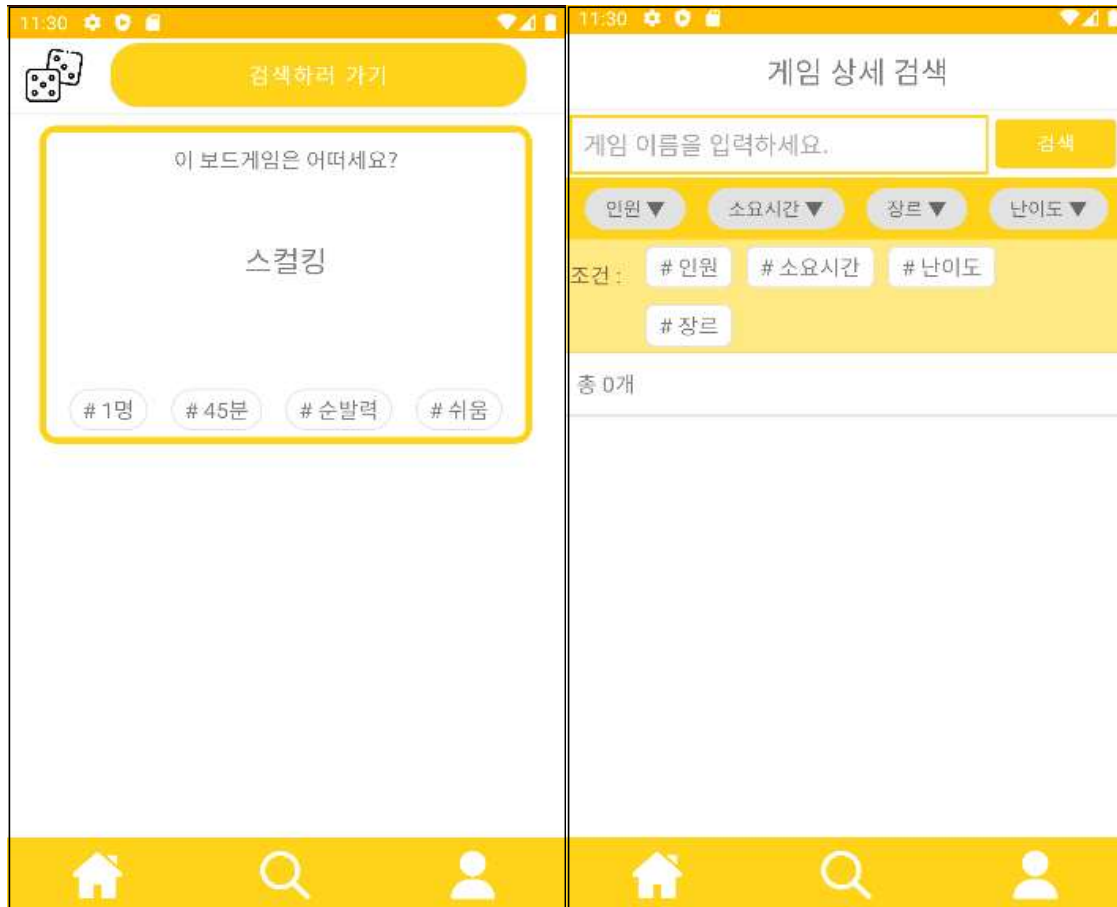 11:30
검색하러 가기
이 보드게임은 어떠세요?
스컬킹
# 1명 # 45분 # 순발력 # 쉬움
11:30
게임 상세 검색
게임 이름을 입력하세요. 검색
인원 ▼ 소요시간 ▼ 장르 ▼ 난이도 ▼
조건 : # 인원 # 소요시간 # 난이도
# 장르
총 0개